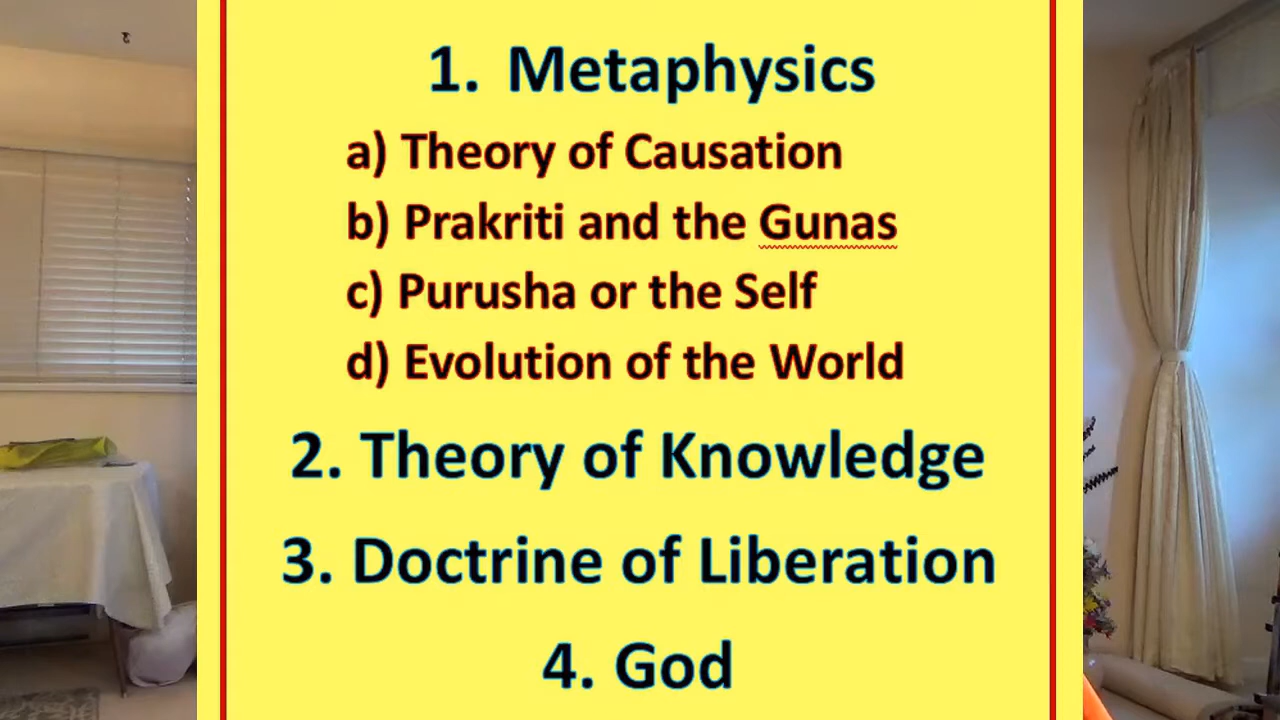 1. Metaphysics
a) Theory of Causation
b) Prakriti and the Gunas
c) Purusha or the Self
d) Evolution of the World
2. Theory of Knowledge
3. Doctrine of Liberation
4. God